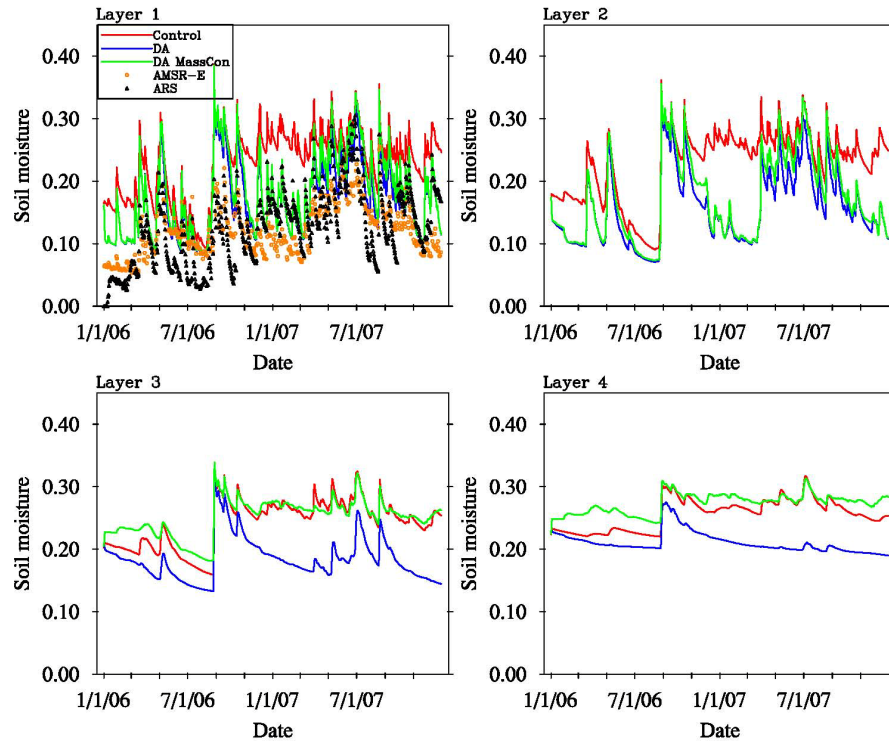 Layer 1
Control
DA
DA MassCon
AMSR-E
ARS
Soil moisture
0.40
0.30
0.20
0.10
0.00
1/1/06
7/1/06
1/1/07
7/1/07
Date
Layer 2
Soil moisture
0.40
0.30
0.20
0.10
0.00
1/1/06
7/1/06
1/1/07
7/1/07
Date
Layer 3
Soil moisture
0.40
0.30
0.20
0.10
0.00
1/1/06
7/1/06
1/1/07
7/1/07
Date
Layer 4
Soil moisture
0.40
0.30
0.20
0.10
0.00
1/1/06
7/1/06
1/1/07
7/1/07
Date